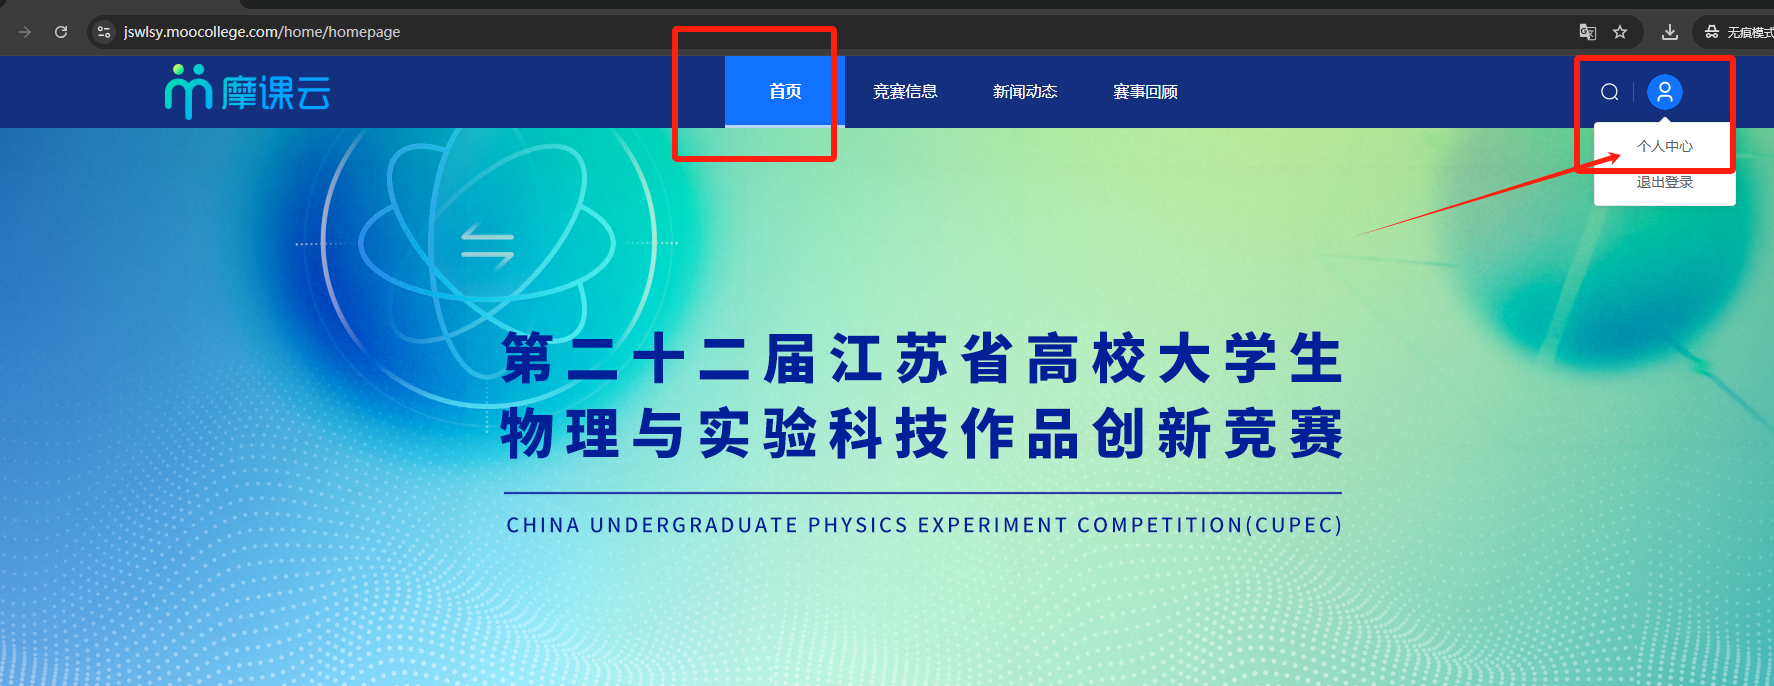 jswlsy.moocollege.com/home/homepage
无痕模式
摩课云
首页
竞赛信息
新闻动态
赛事回顾
个人中心
退出登录
第二十二届江苏省高校大学生
物理与实验科技作品创新竞赛
CHINA UNDERGRADUATE PHYSICS EXPERIMENT COMPETITION(CUPEC)